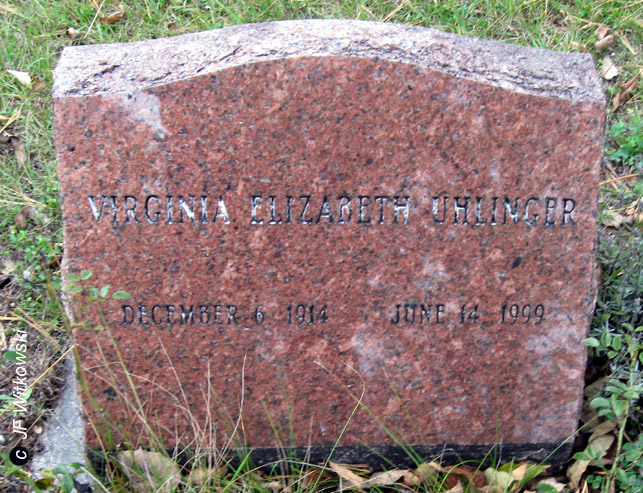 VIRGINIA ELIZABETH UHLINGER
DECEMBER 6 1914 JUNE 14 1999
© JF Witkowski